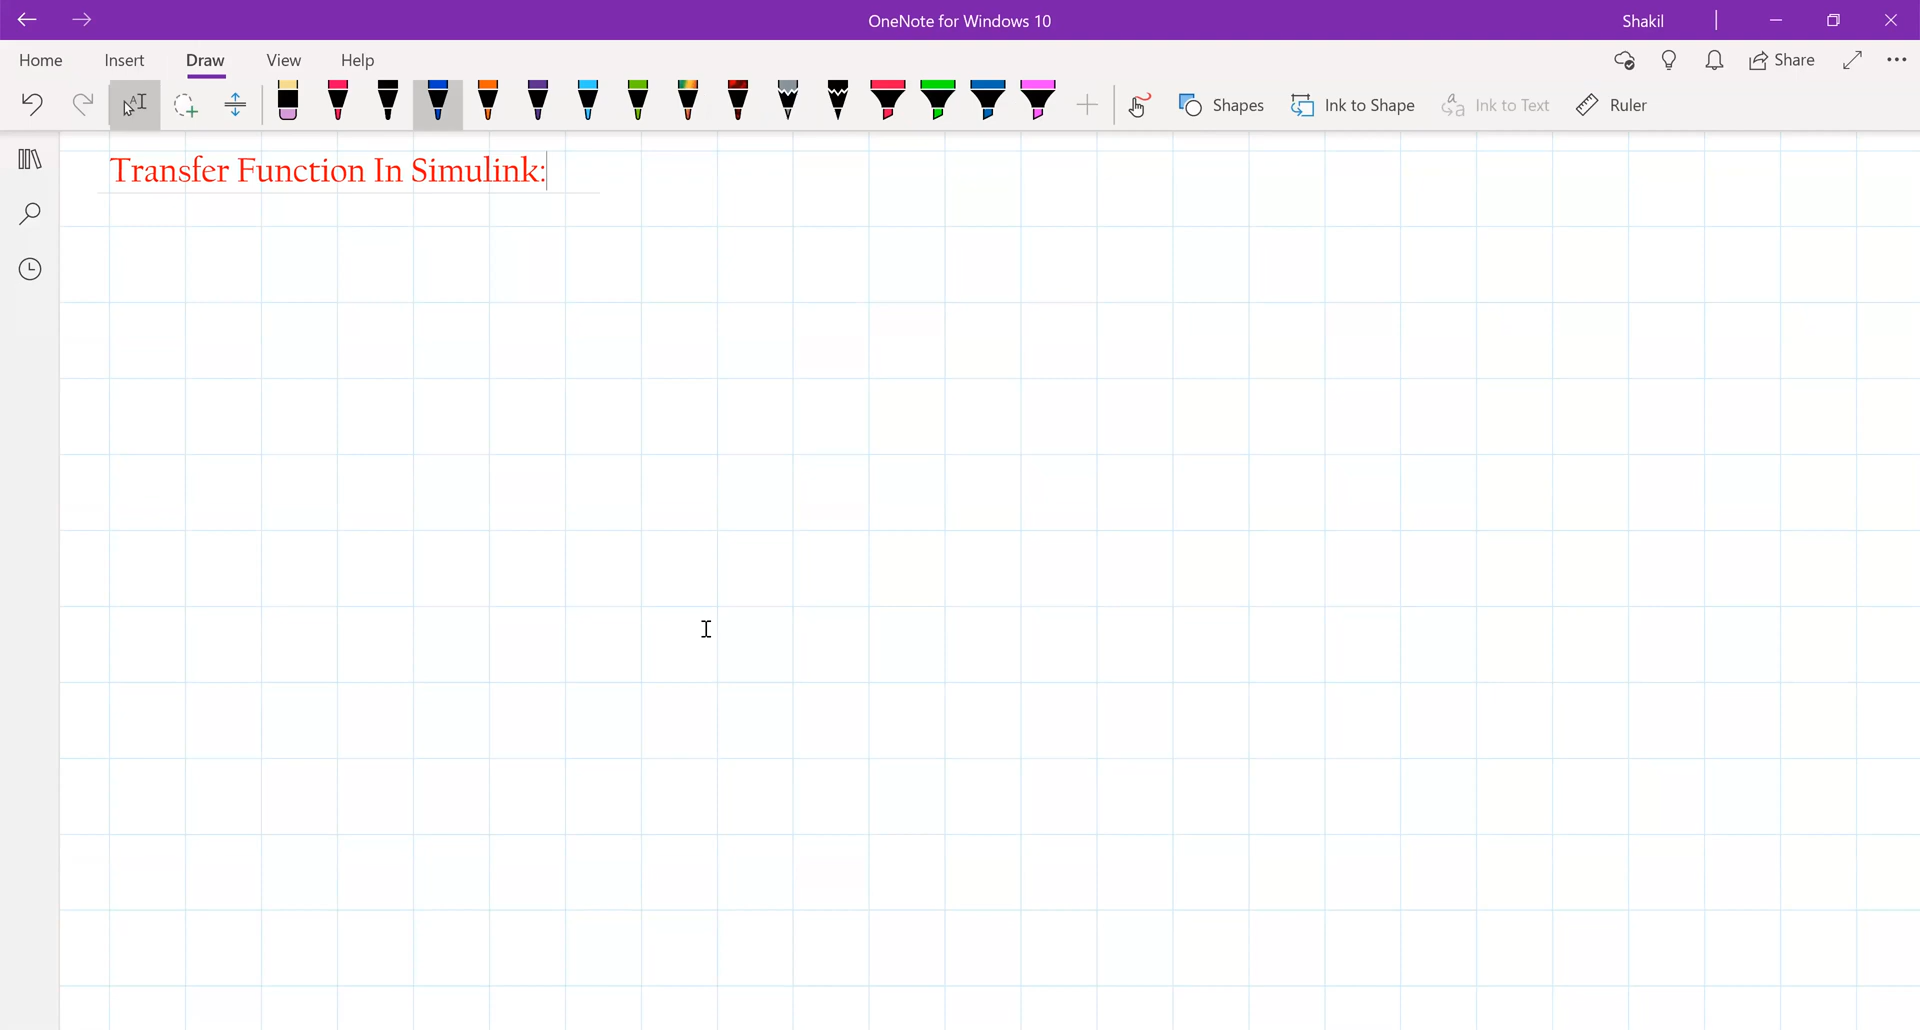 OneNote for Windows 10
Shakil
Home
Insert
Draw
View
Help
Share
Shapes
Ink to Shape
Ink to Text
Ruler
Transfer Function In Simulink: